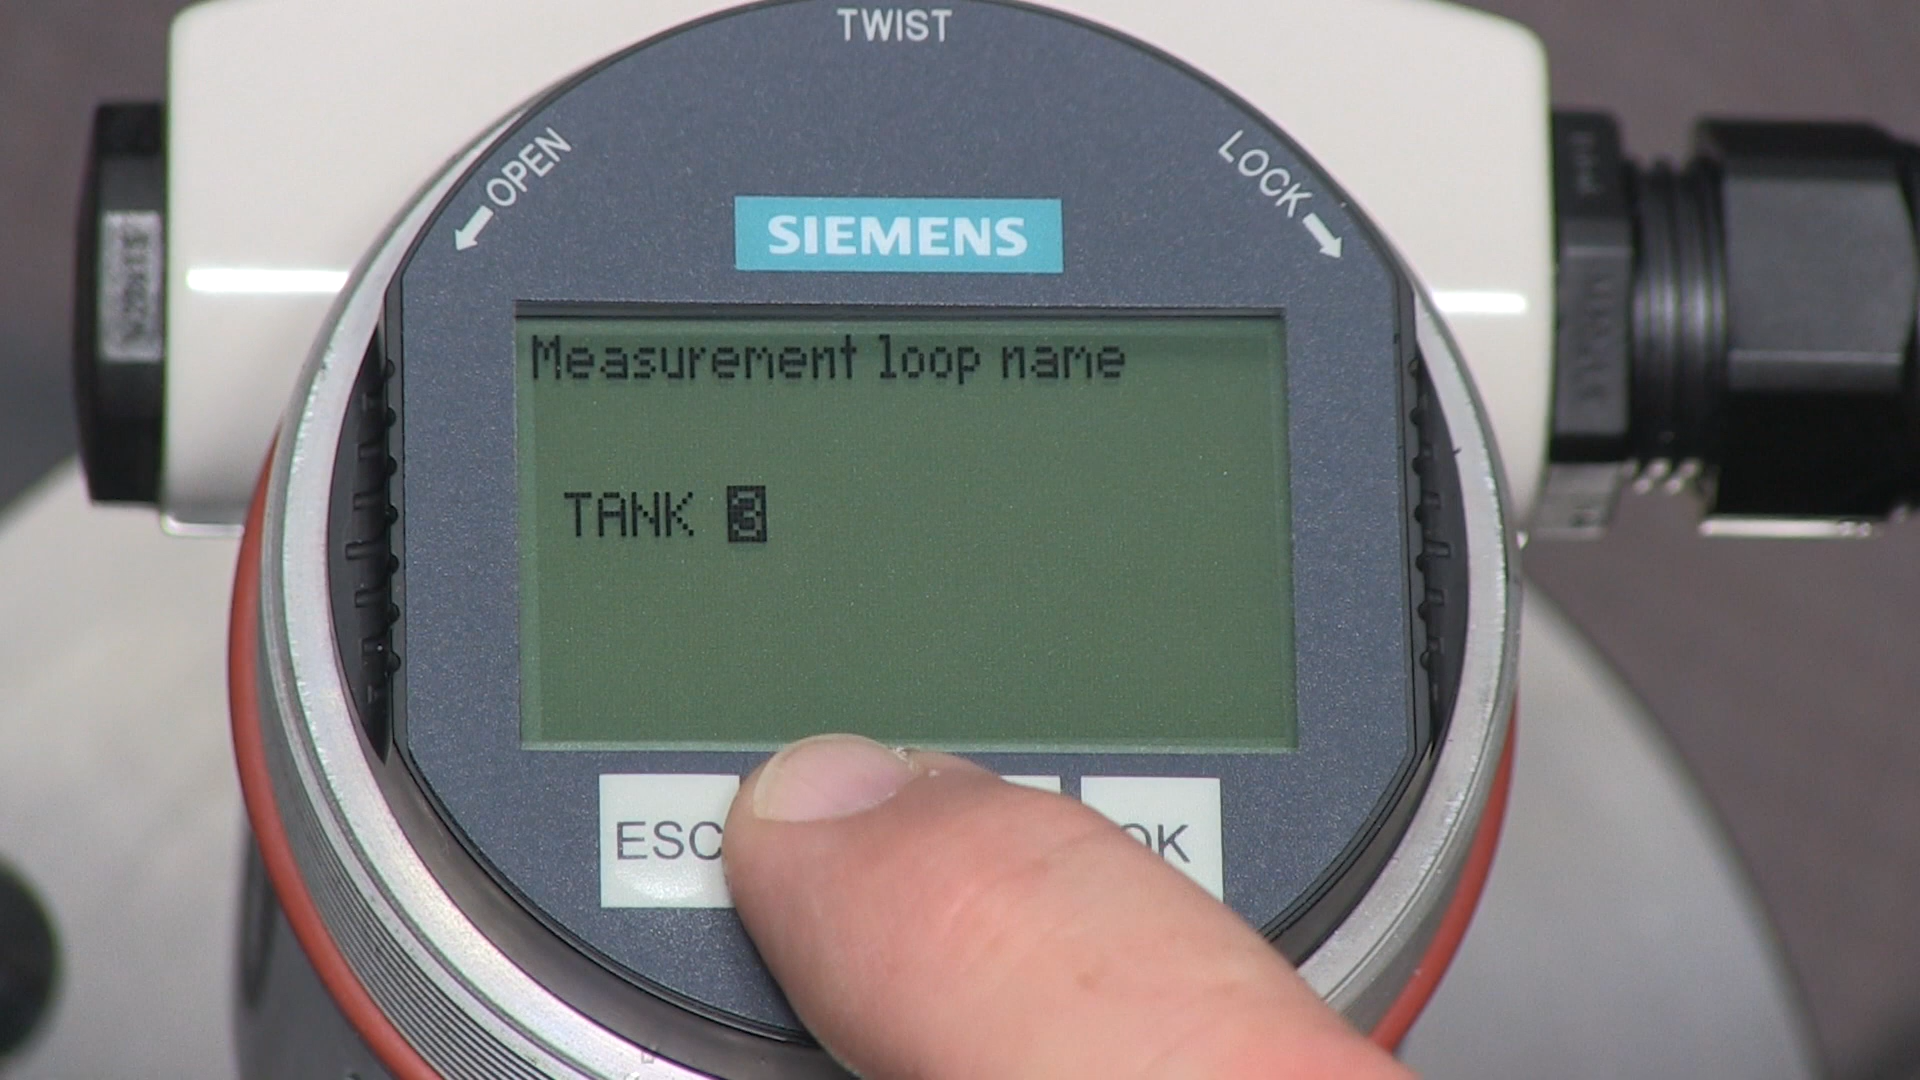 TWIST
OPEN
LOCK
SIEMENS
Measurement loop name
TANK 3
ESC
OK